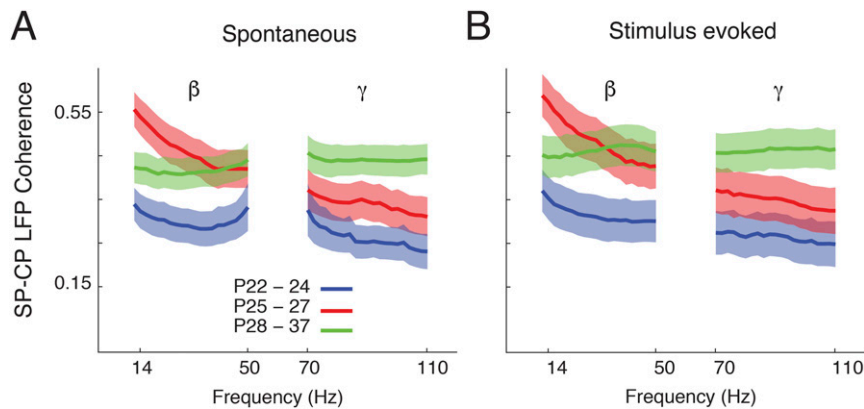 A
Spontaneous
B
Stimulus evoked
β
γ
β
γ
SP-CP LFP Coherence
0.55
0.15
P22 – 24
P25 – 27
P28 – 37
14
50
70
110
14
50
70
110
Frequency (Hz)
Frequency (Hz)